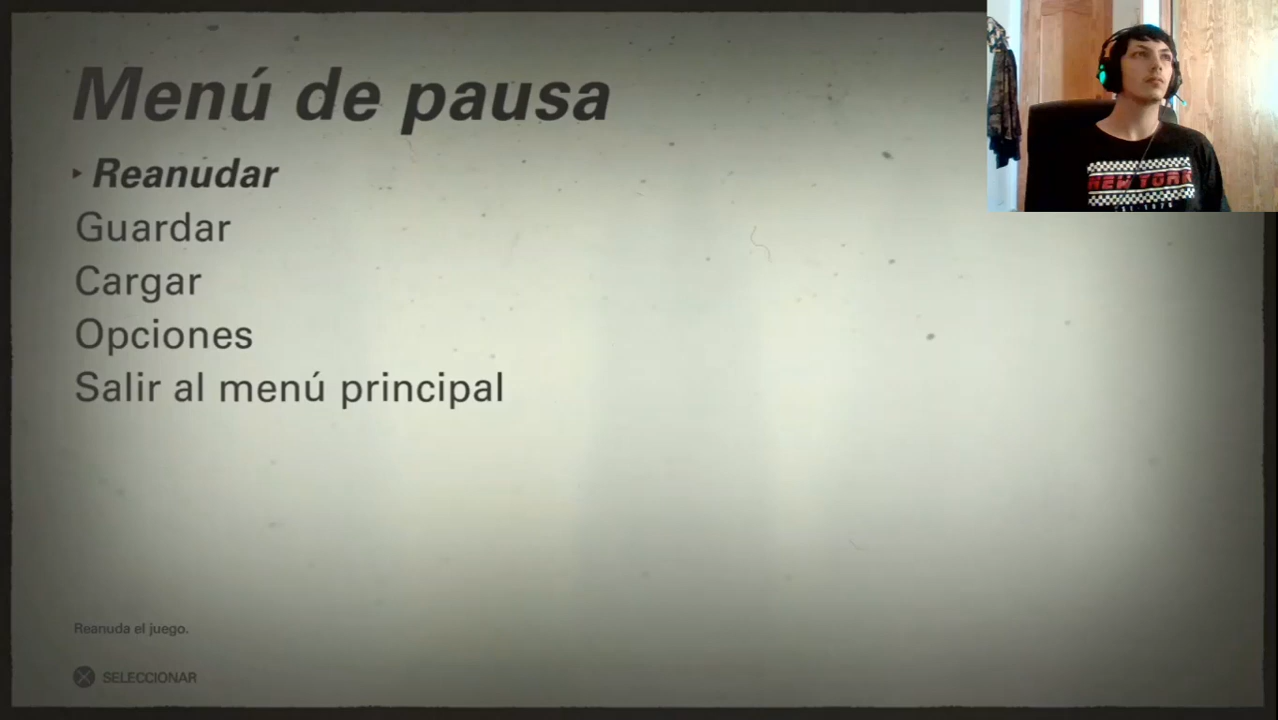 Menú de pausa
Reanudar
Guardar
Cargar
Opciones
Salir al menú principal
Reanuda el juego.
SELECCIONAR
NEW YORK